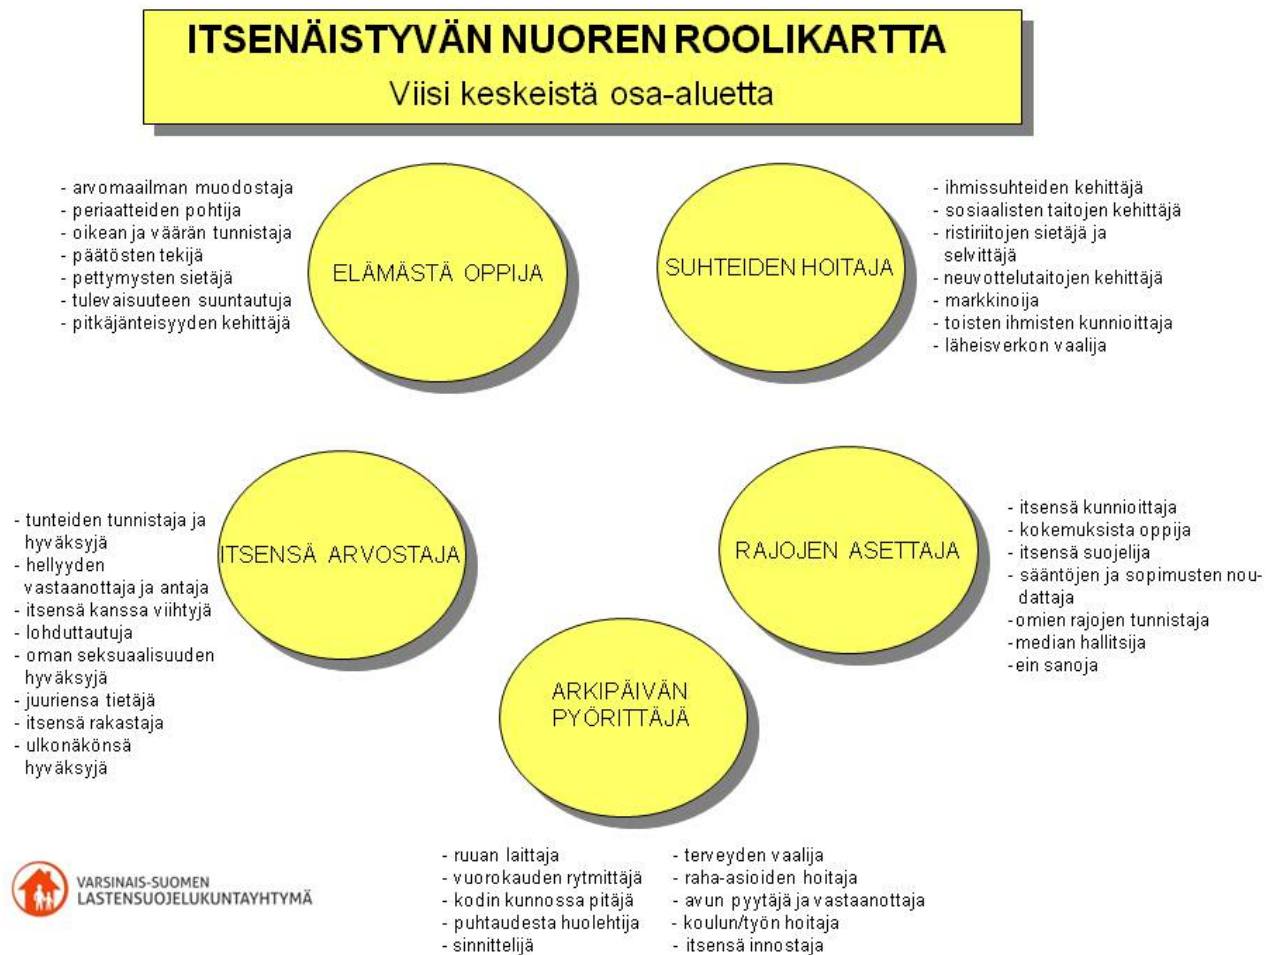 ITSENÄISTYVÄN NUOREN ROOLIKARTTA
Viisi keskeistä osa-aluetta
- arvomaailman muodostaja
- periaatteiden pohtija
- oikean ja väärän tunnistaja
- päätösten tekijä
- pettymysten sietäjä
- tulevaisuuteen suuntautuja
- pitkäjänteisyyden kehittäjä
ELÄMÄSTÄ OPPIJA
SUHTEIDEN HOITAJA
- ihmissuhteiden kehittäjä
- sosiaalisten taitojen kehittäjä
- ristiriitojen sietäjä ja
selvittäjä
- neuvottelutaitojen kehittäjä
- markkinoija
- toisten ihmisten kunnioittaja
- läheisverkon vaalija
- tunteiden tunnistaja ja
hyväksyjä
- hellyyden
vastaanottaja ja antaja
- itsensä kanssa viihtyjä
- lohduttautuja
- oman seksuaalisuuden
hyväksyjä
- juuriensa tietäjä
- itsensä rakastaja
- ulkonäkönsä
hyväksyjä
ITSENSÄ ARVOSTAJA
RAJOJEN ASETTAJA
- itsensä kunnioittaja
- kokemuksista oppija
- itsensä suojelija
- sääntöjen ja sopimusten nou-
dattaja
-omien rajojen tunnistaja
-median hallitsija
-ein sanoja
ARKIPÄIVÄN
PYÖRITTÄJÄ
- ruuan laittaja
- vuorokauden rytmittäjä
- kodin kunnossa pitäjä
- puhtaudesta huolehtija
- sinnittelijä
- terveyden vaalija
- raha-asioiden hoitaja
- avun pyytäjä ja vastaanottaja
- koulun/työn hoitaja
- itsensä innostaja
VARSINAIS-SUOMEN
LASTENSUOJELUKUNTAYHTYMÄ